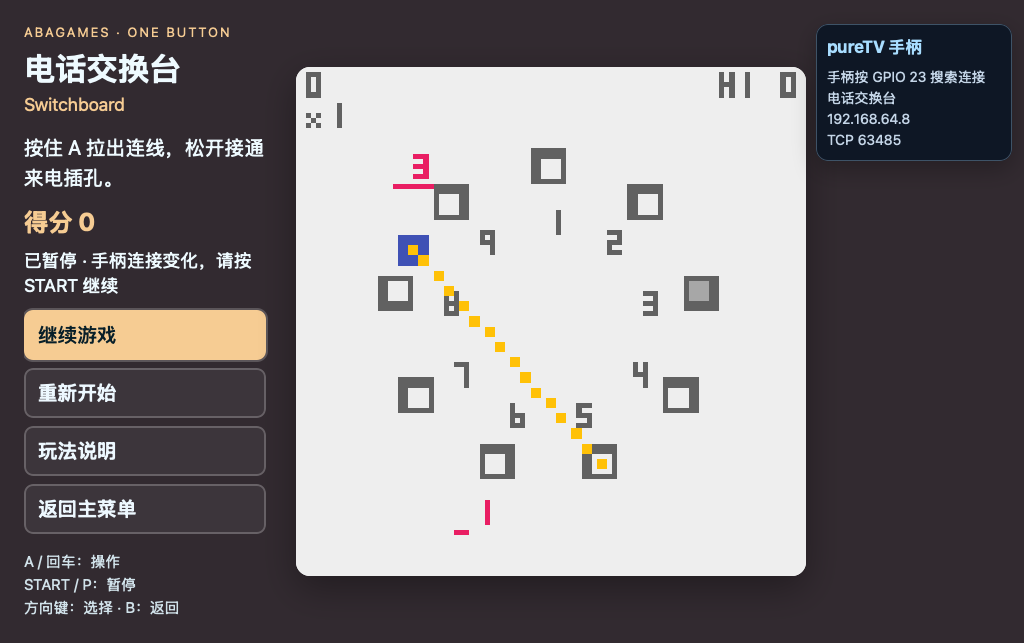 ABAGAMES · ONE BUTTON
电话交换台
Switchboard
按住 A 拉出连线，松开接通
来电插孔。
得分 0
已暂停 · 手柄连接变化，请按
START 继续
继续游戏
重新开始
玩法说明
返回主菜单
A / 回车：操作
START / P：暂停
方向键：选择 · B：返回
0
HI 0
x 1
3
1
9
2
8
3
7
4
6
5
1
pureTV 手柄
手柄按 GPIO 23 搜索连接
电话交换台
192.168.64.8
TCP 63485